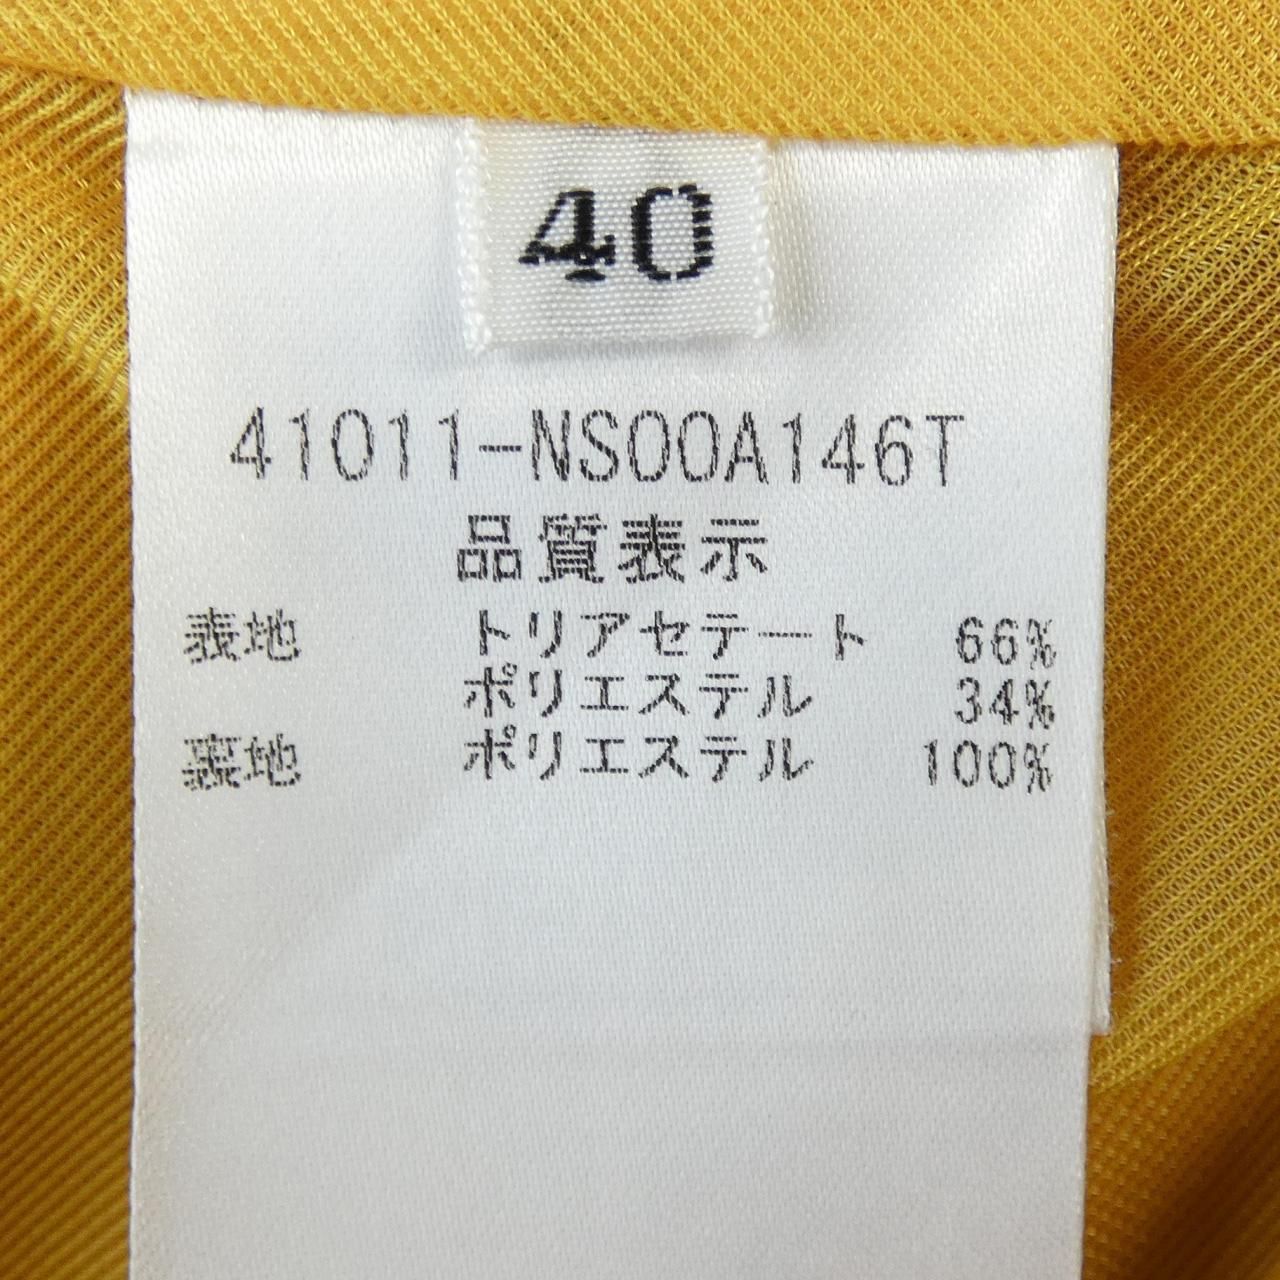 40
41011-NS00A146T
品質表示
表地 トリアセテート 66%
ポリエステル 34%
裏地 ポリエステル 100%